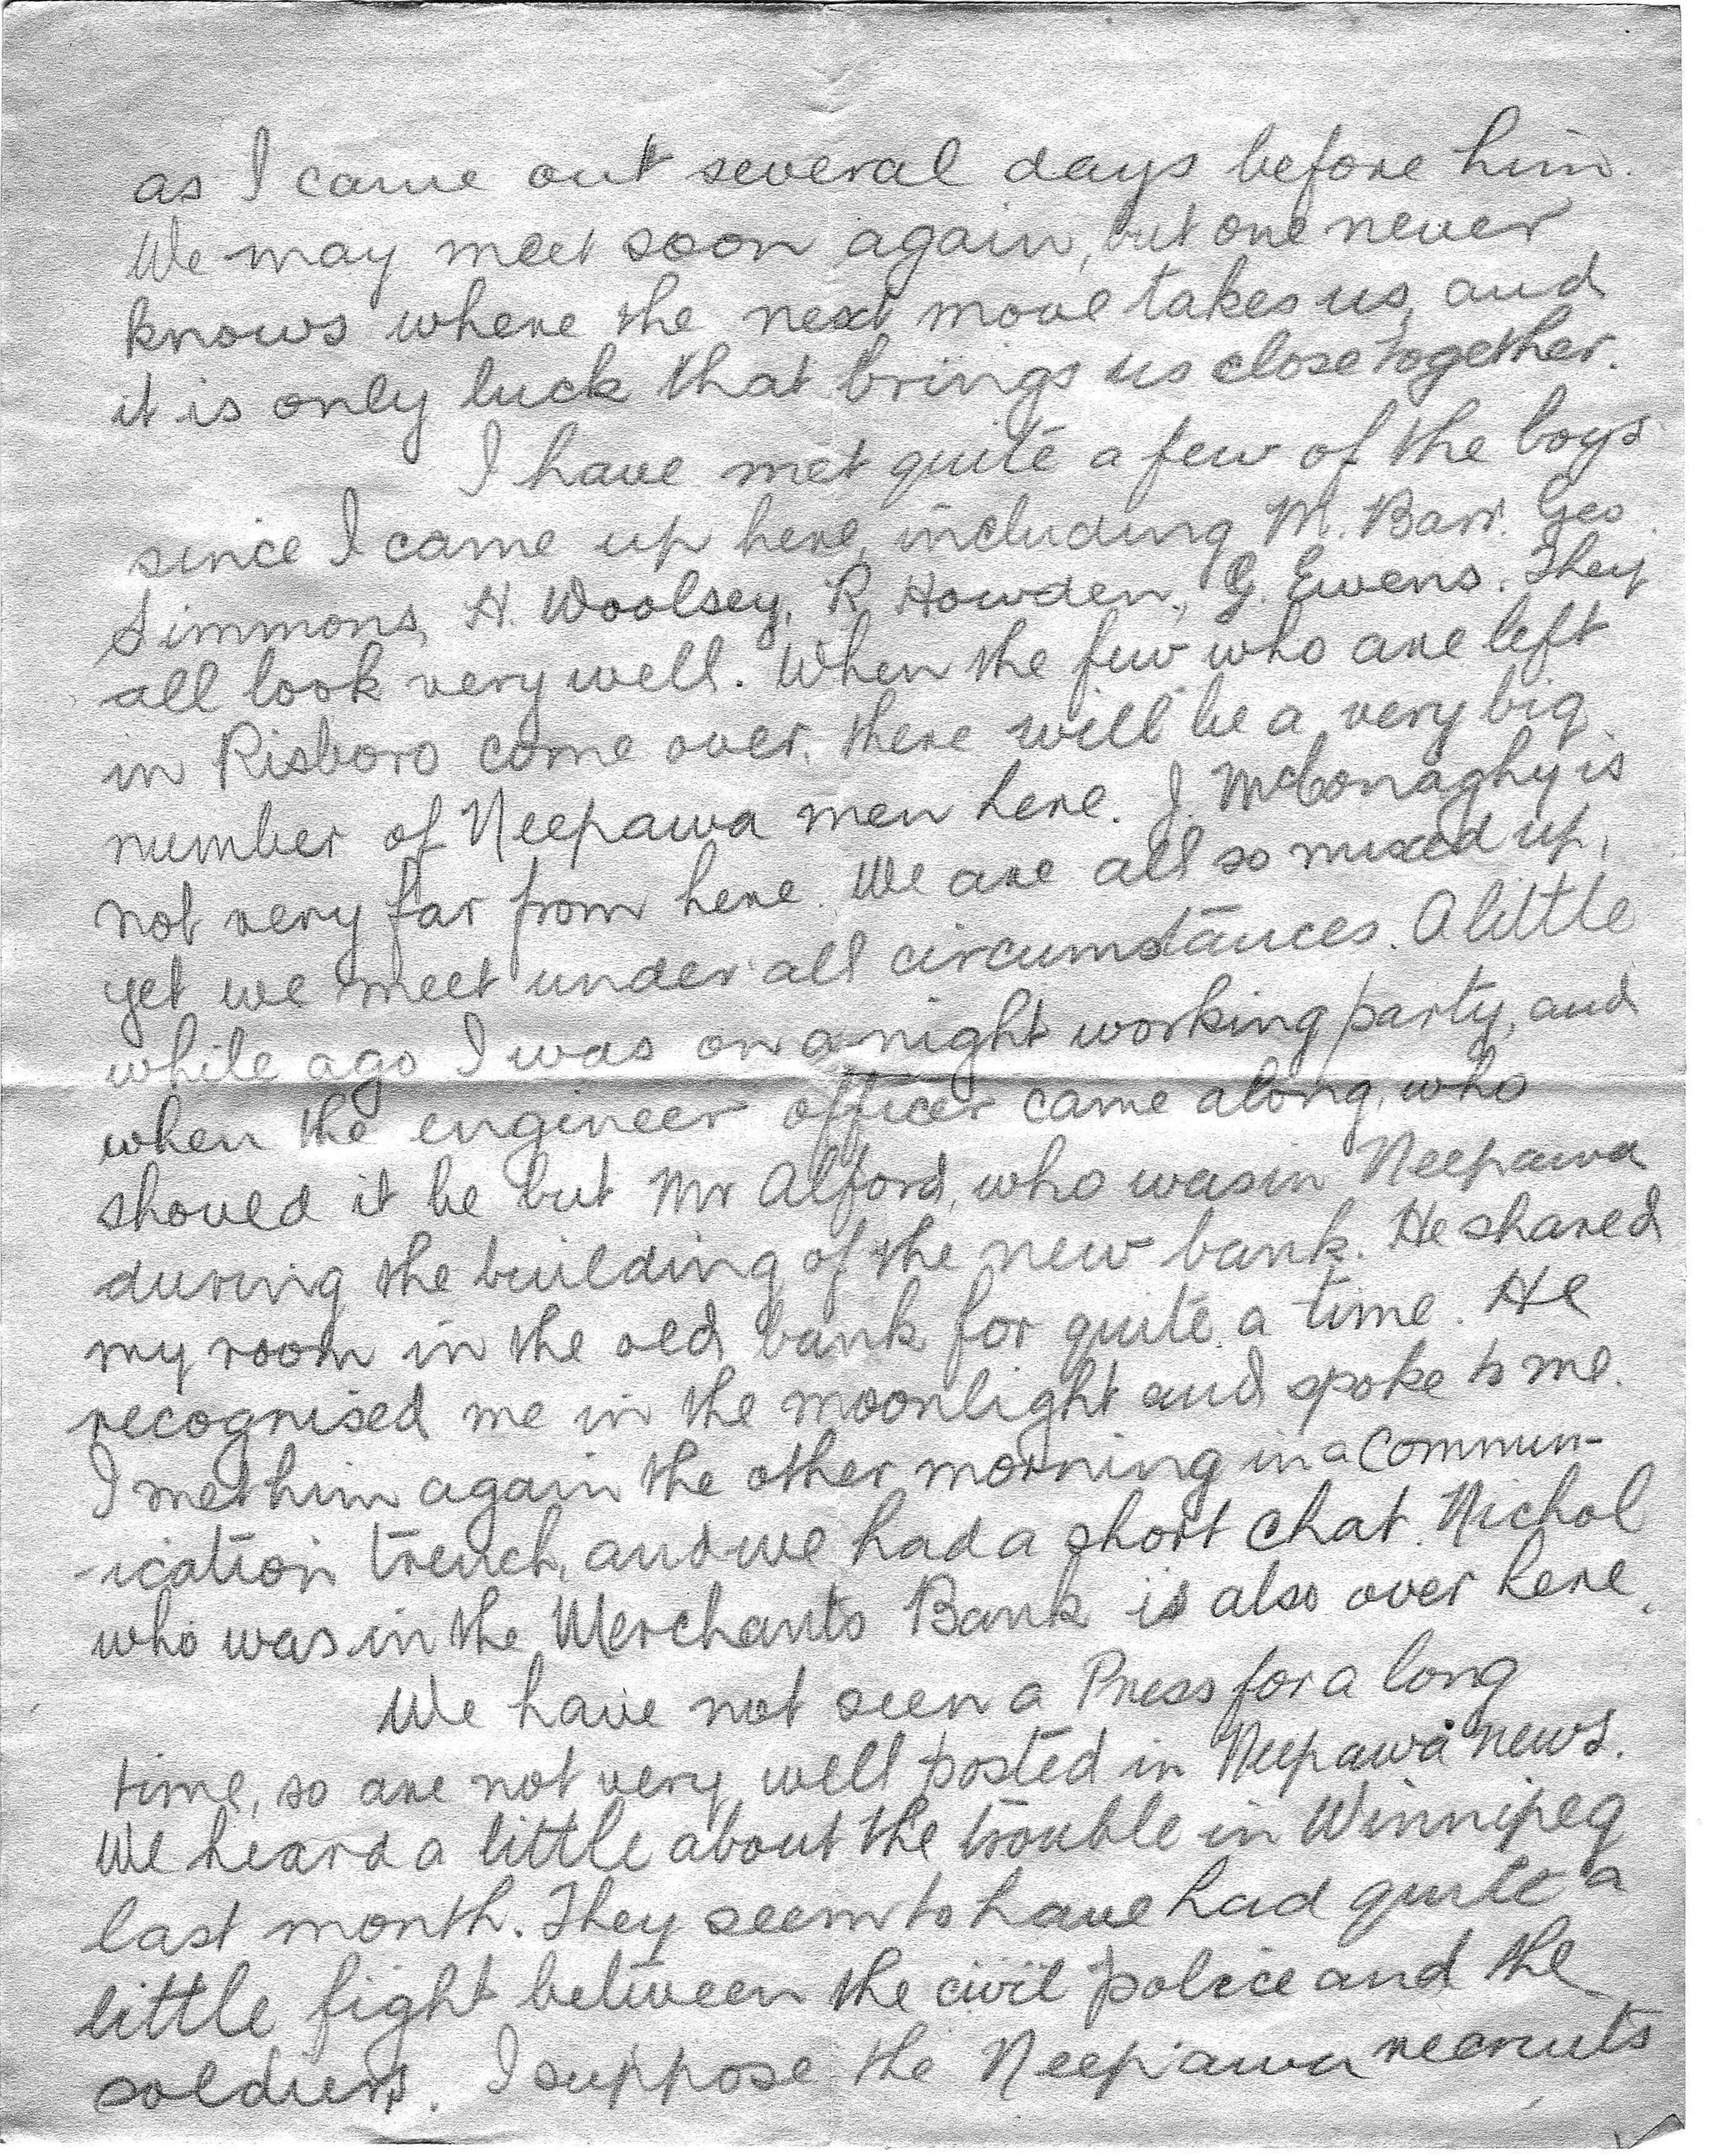 as I came out several days before him.
We may meet soon again, but one never
knows where the next move takes us, and
it is only luck that brings us close together.
I have met quite a few of the boys
since I came up here, including M. Barr. Geo.
Simmons, H. Woolsey, R. Howden, G. Ewens. They
all look very well. When the few who are left
in Risboro come over, there will be a very big
number of Neepawa men here. J. McConaghy is
not very far from here. We are all so mixed up,
yet we meet under all circumstances. A little
while ago I was on a night working party, and
when the engineer officer came along, who
should it be but Mr Alford, who was in Neepawa
during the building of the new bank. He shared
my room in the old bank for quite a time. He
recognised me in the moonlight and spoke to me.
I met him again the other morning in a commun-
-ication trench, and we had a short chat. Nichol
who was in the Merchants Bank is also over here.
We have not seen a Press for a long
time, so are not very well posted in Neepawa news.
We heard a little about the trouble in Winnipeg
last month. They seem to have had quite a
little fight between the civil police and the
soldiers. I suppose the Neepawa recruits